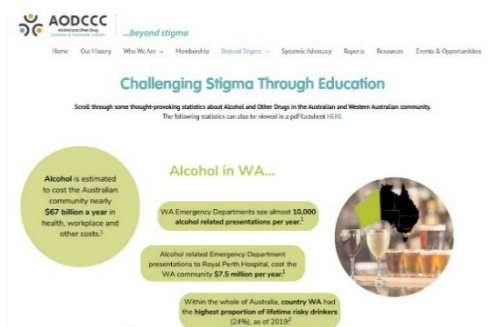 AODCCC
Alcohol and Other Drug
...beyond stigma
Home Our History Who We Are Membership Beyond Stigma Systemic Advocacy Reports Resources Events & Opportunities
Challenging Stigma Through Education
Scroll through some thought-provoking statistics about Alcohol and Other Drugs in the Australian and Western Australian community.
The following statistics can also be viewed in a pdf factsheet HERE.
Alcohol is estimated
to cost the Australian
community nearly
$67 billion a year in
health, workplace and
other costs.1
Alcohol in WA...
WA Emergency Departments see almost 10,000
alcohol related presentations per year.1
Alcohol related Emergency Department
presentations to Royal Perth Hospital, cost the
WA community $7.5 million per year.1
Within the whole of Australia, country WA had
the highest proportion of lifetime risky drinkers
(24%), as of 2019.2